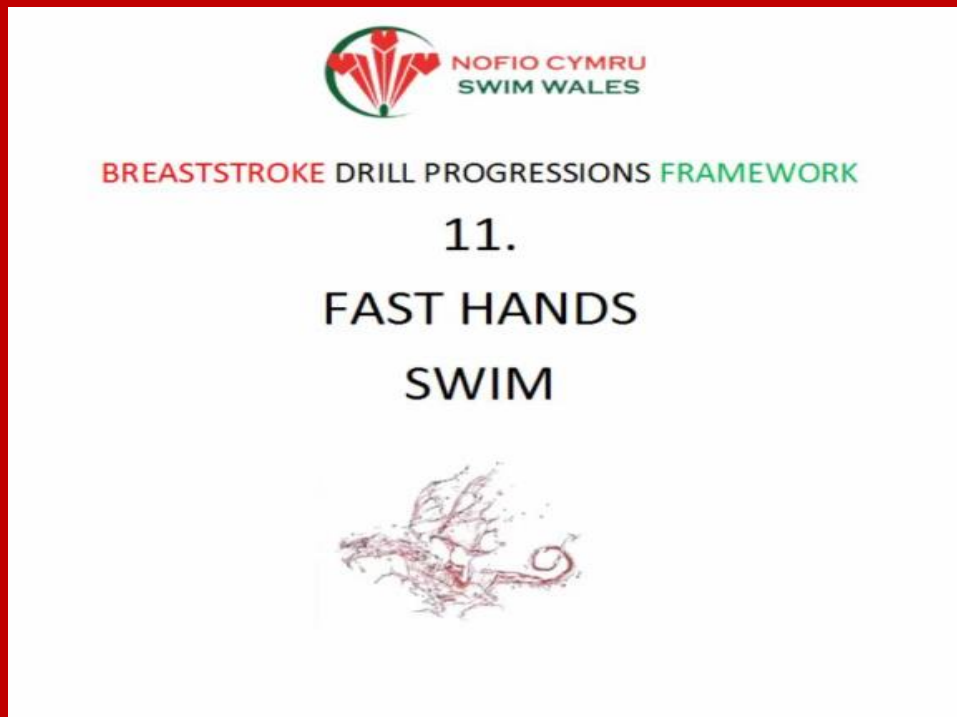 NOFIO CYMRU
SWIM WALES
BREASTSTROKE DRILL PROGRESSIONS FRAMEWORK
11.
FAST HANDS
SWIM